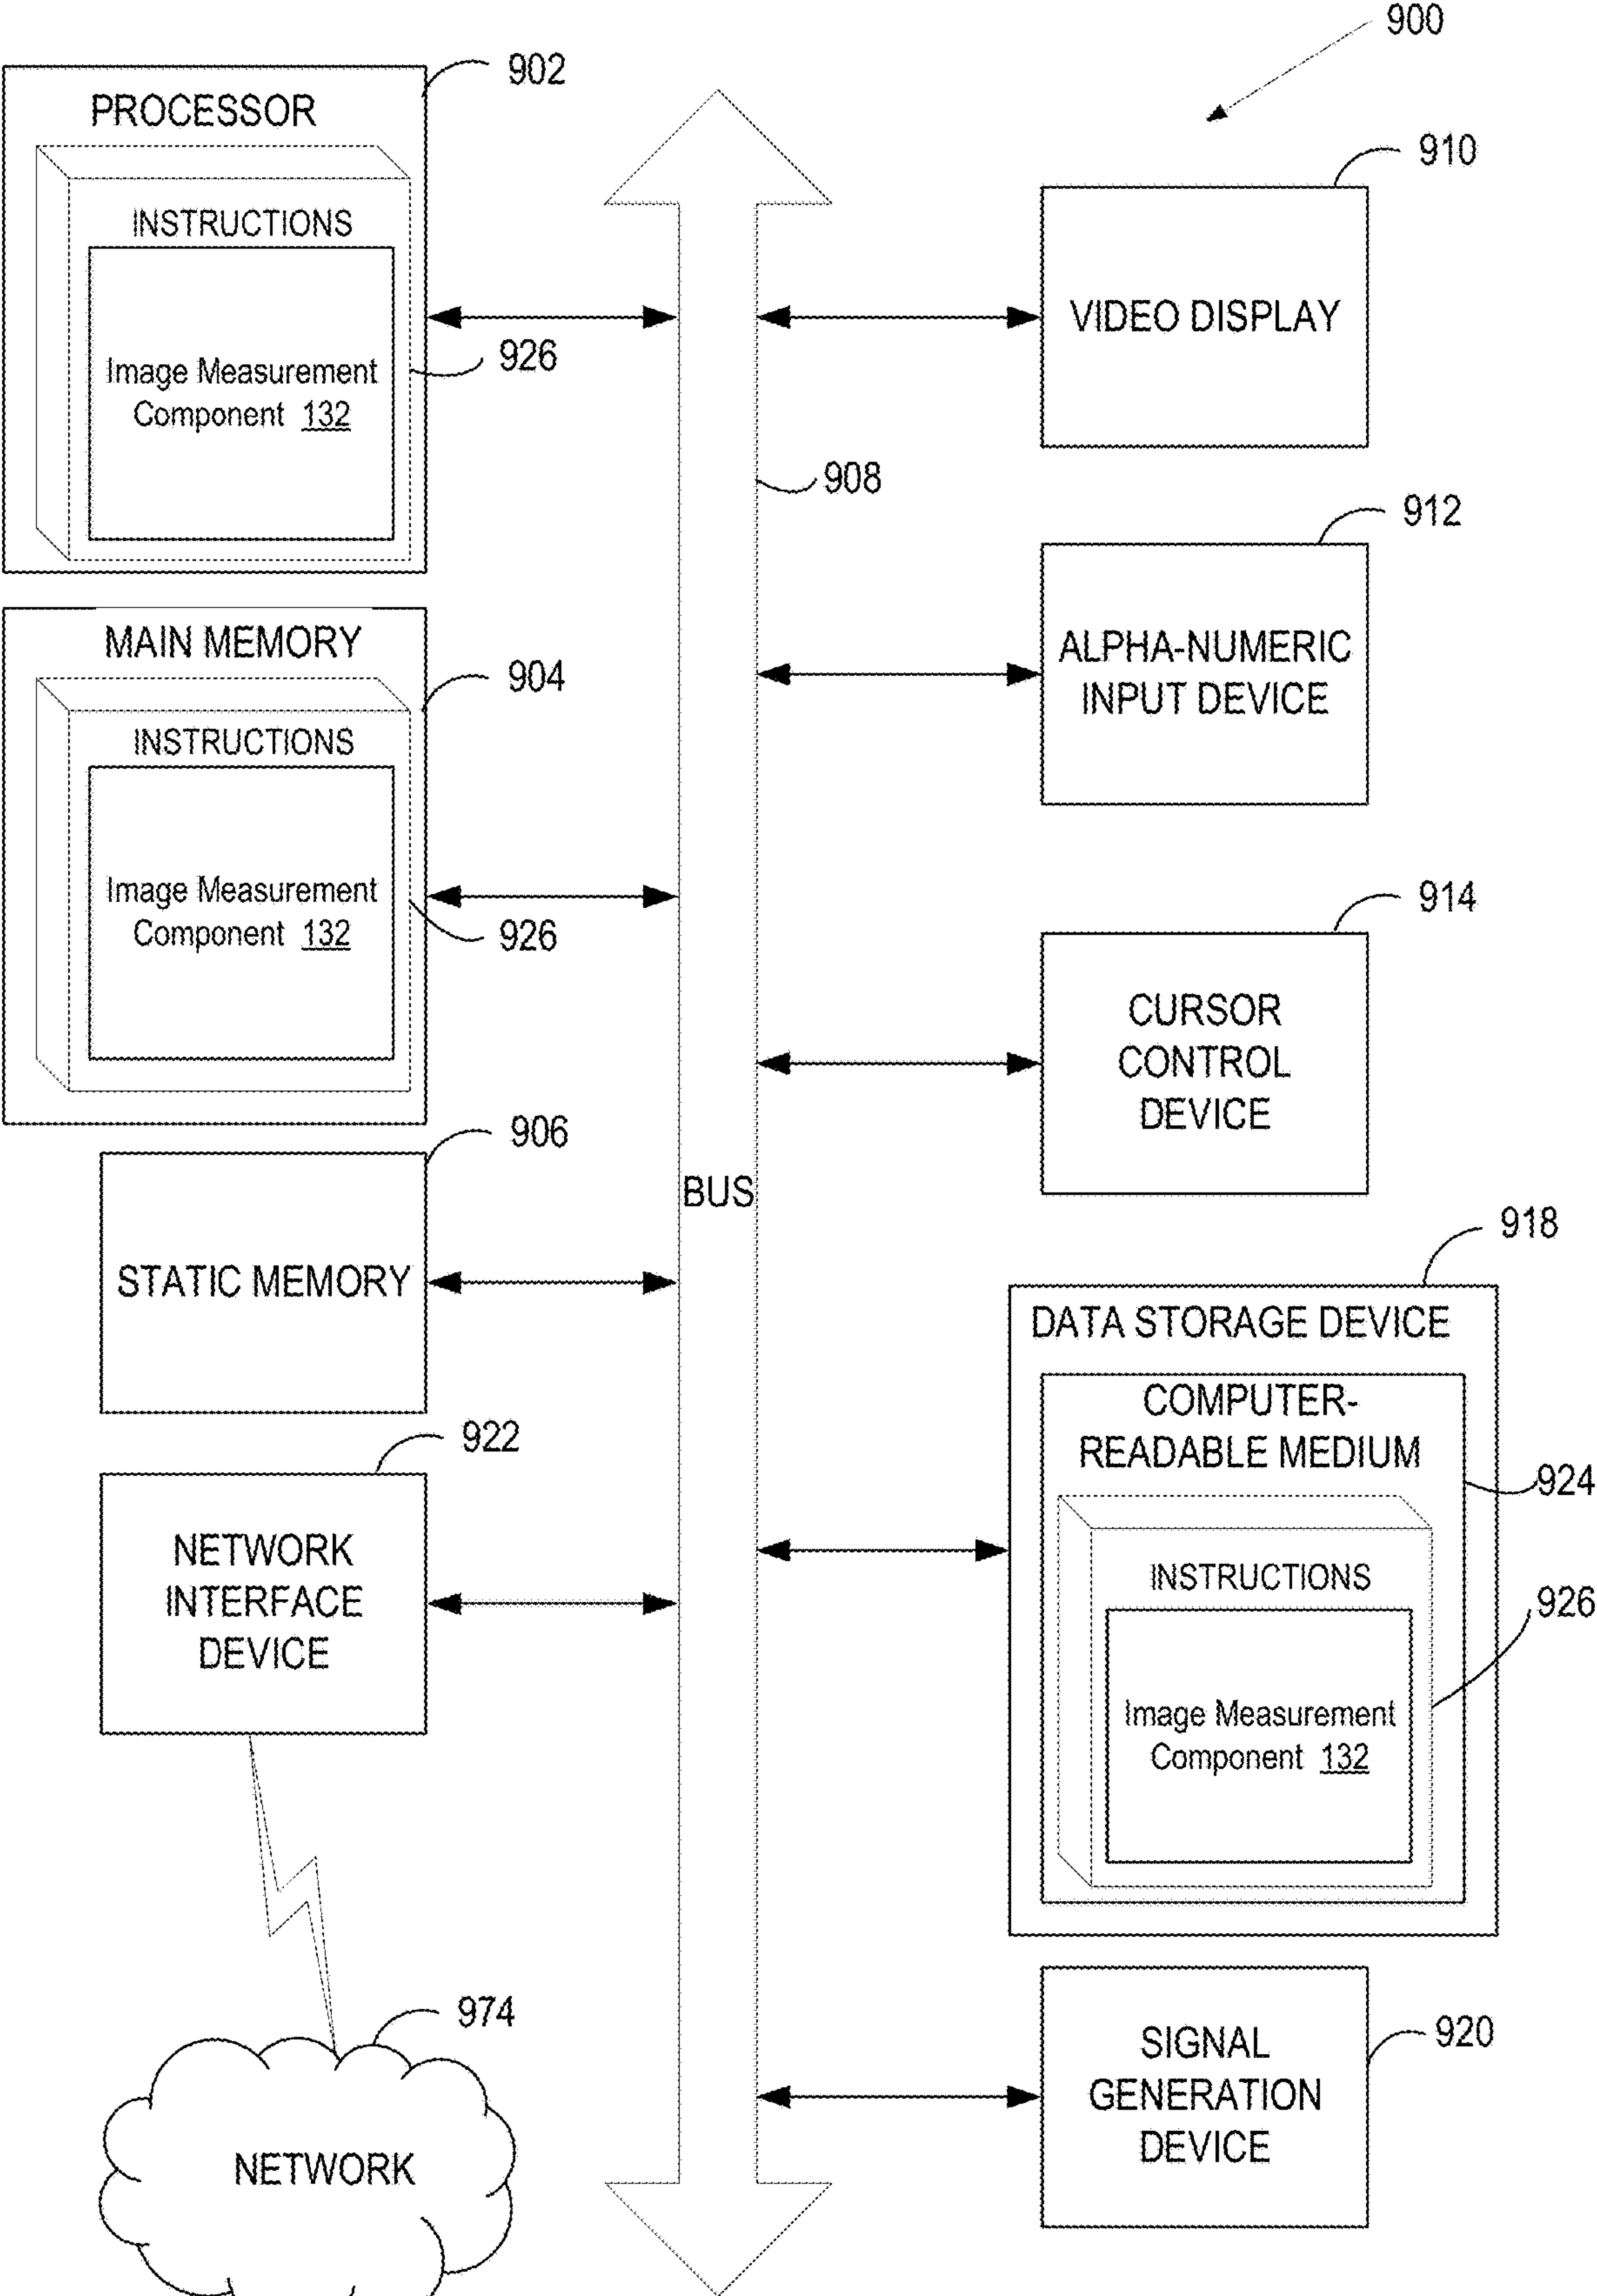 900
902
PROCESSOR
INSTRUCTIONS
Image Measurement
Component 132
926
MAIN MEMORY
904
INSTRUCTIONS
Image Measurement
Component 132
926
906
STATIC MEMORY
922
NETWORK
INTERFACE
DEVICE
974
NETWORK
908
BUS
910
VIDEO DISPLAY
912
ALPHA-NUMERIC
INPUT DEVICE
914
CURSOR
CONTROL
DEVICE
918
DATA STORAGE DEVICE
COMPUTER-
READABLE MEDIUM
924
INSTRUCTIONS
926
Image Measurement
Component 132
SIGNAL
GENERATION
DEVICE
920